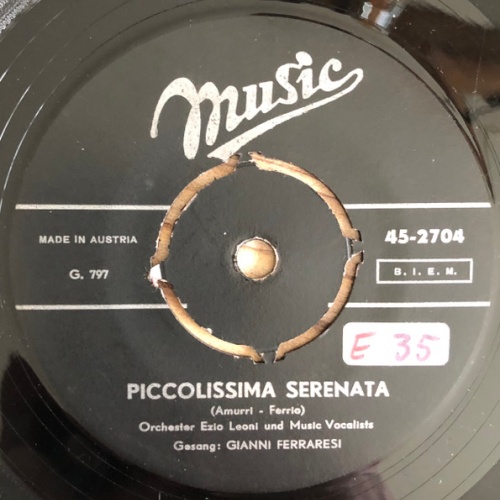 Music
MADE IN AUSTRIA
45-2704
G. 797
B. I. E. M.
E 35
PICCOLISSIMA SERENATA
(Amurri - Ferrio)
Orchester Ezio Leoni und Music Vocalists
Gesang: GIANNI FERRARESI